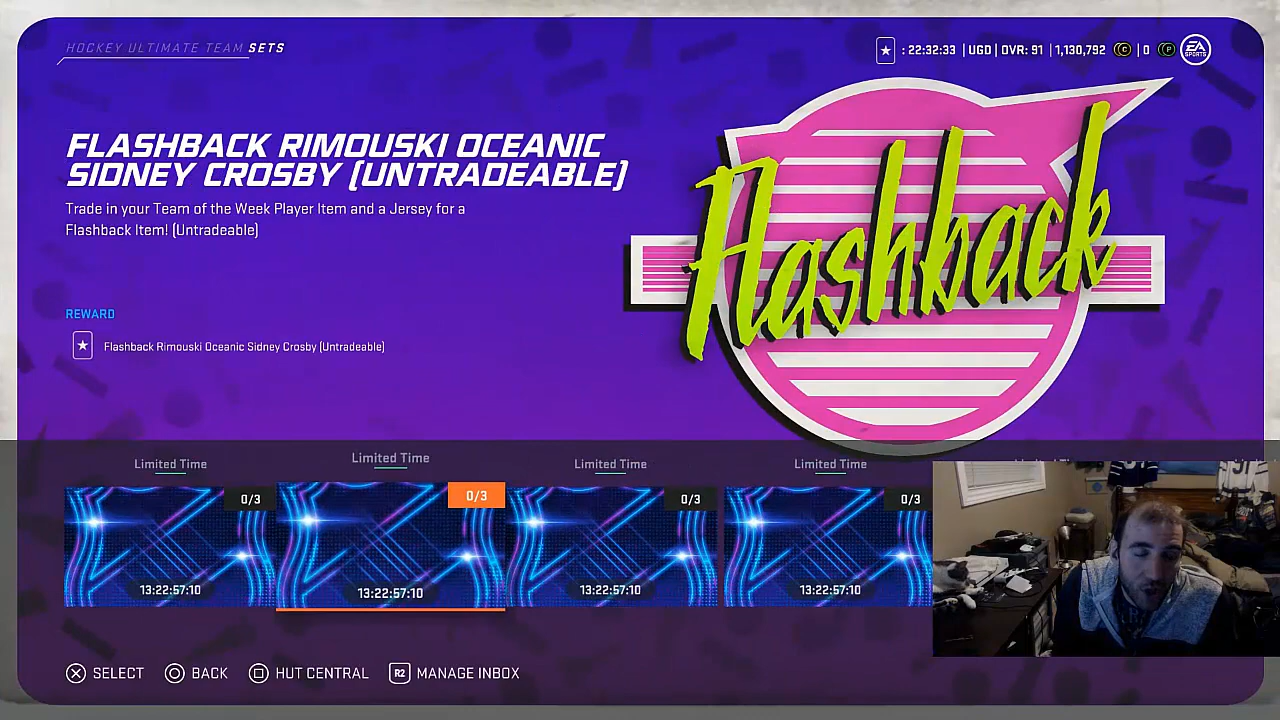 HOCKEY ULTIMATE TEAM SETS
: 22:32:33 | UGD | OVR: 91 | 1,130,792 C | 0 P EA SPORTS
FLASHBACK RIMOUSKI OCEANIC
SIDNEY CROSBY (UNTRADEABLE)
Trade in your Team of the Week Player Item and a Jersey for a
Flashback Item! (Untradeable)
Flashback
REWARD
Flashback Rimouski Oceanic Sidney Crosby (Untradeable)
Limited Time
Limited Time
Limited Time
Limited Time
0/3
0/3
0/3
0/3
13:22:57:10
13:22:57:10
13:22:57:10
13:22:57:10
SELECT
BACK
HUT CENTRAL
R2 MANAGE INBOX